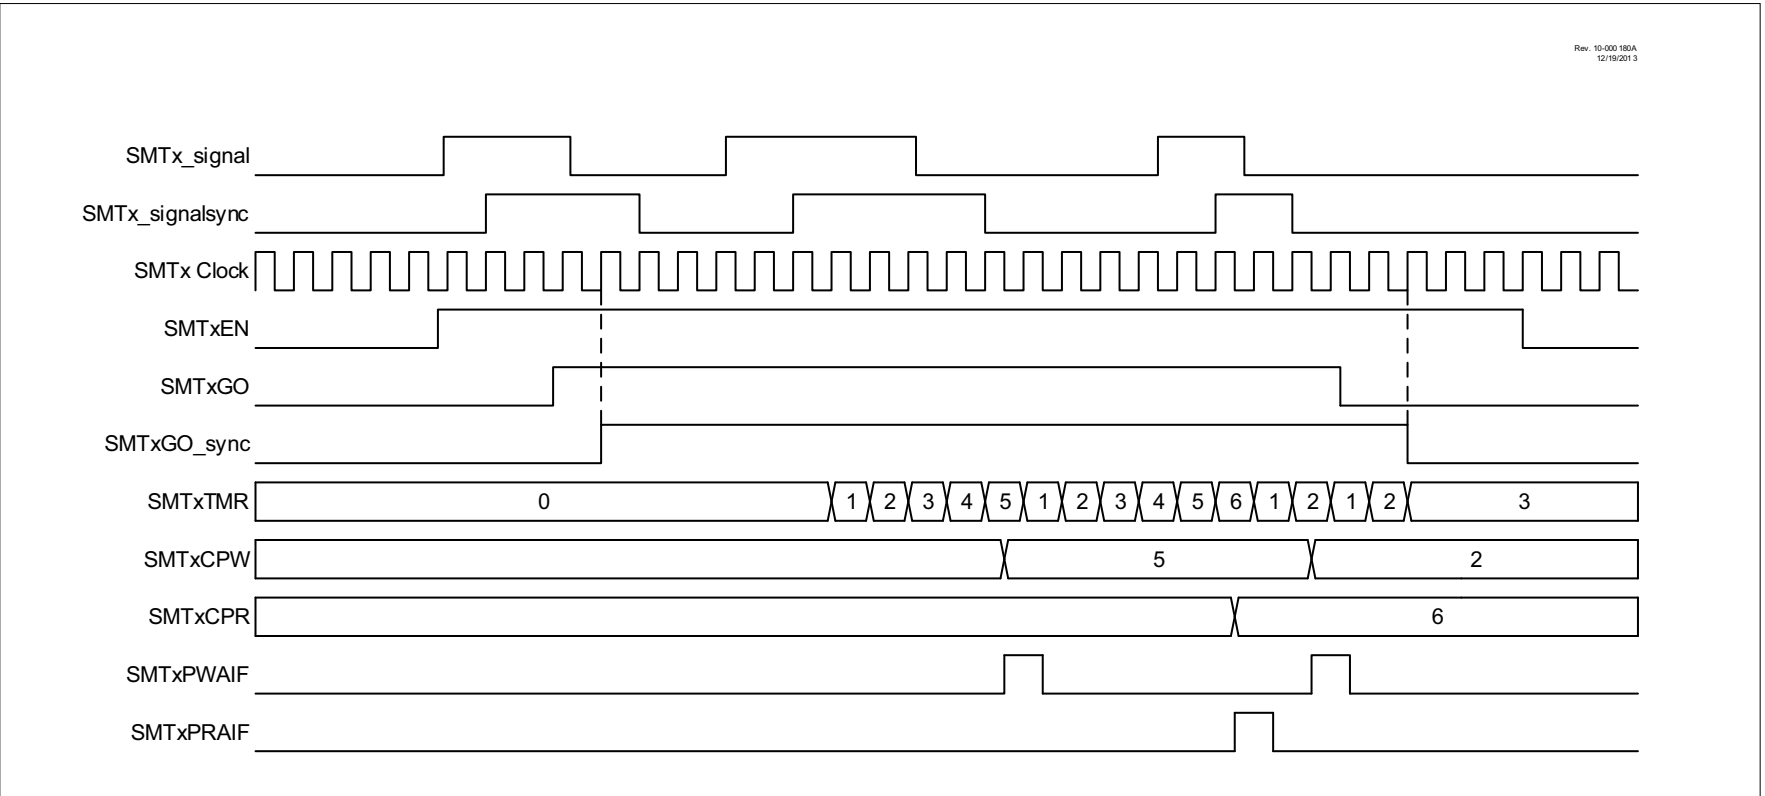 Rev. 10-000 180A
12/19/201 3
SMTx_signal
SMTx_signalsync
SMTx Clock
SMTxEN
SMTxGO
SMTxGO_sync
SMTxTMR 0 1 2 3 4 5 1 2 3 4 5 6 1 2 1 2 3
SMTxCPW 5 2
SMTxCPR 6
SMTxPWAIF
SMTxPRAIF